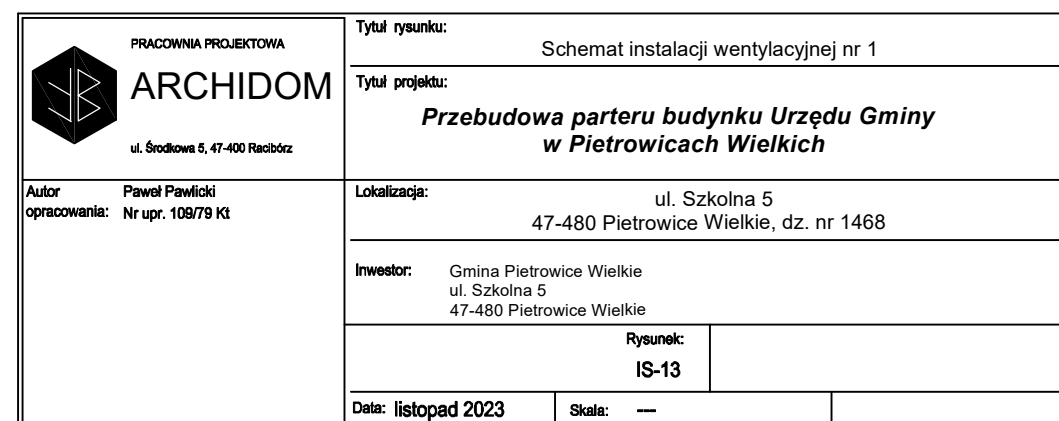 PRACOWNIA PROJEKTOWA
ARCHIDOM
ul. Środkowa 5, 47-400 Racibórz
Tytuł rysunku:
Schemat instalacji wentylacyjnej nr 1
Tytuł projektu:
Przebudowa parteru budynku Urzędu Gminy
w Pietrowicach Wielkich
Autor opracowania:
Paweł Pawlicki
Nr upr. 109/79 Kt
Lokalizacja:
ul. Szkolna 5
47-480 Pietrowice Wielkie, dz. nr 1468
Inwestor:
Gmina Pietrowice Wielkie
ul. Szkolna 5
47-480 Pietrowice Wielkie
Rysunek:
IS-13
Data: listopad 2023
Skala: ---